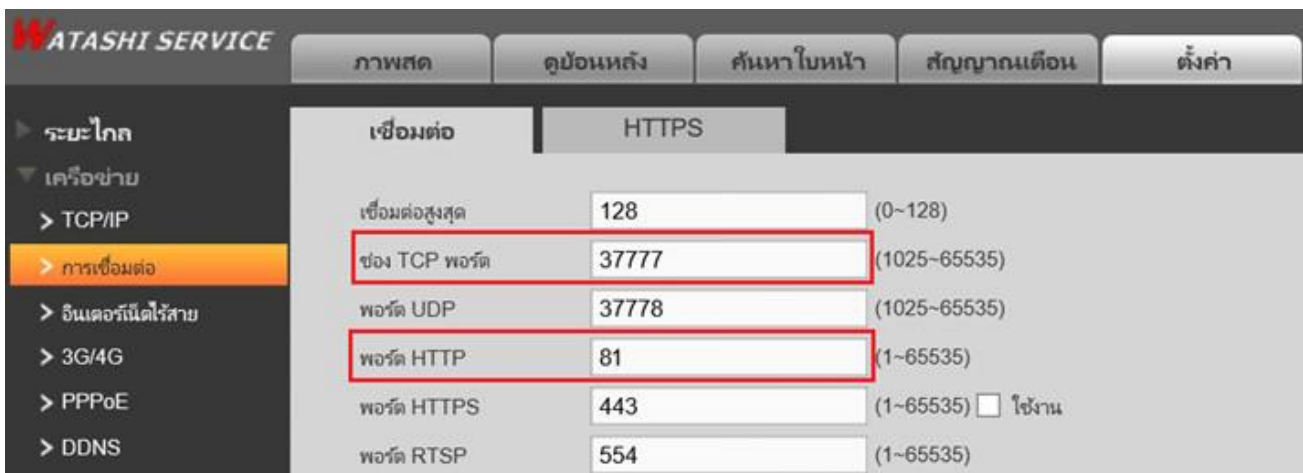 WATASHI SERVICE
ภาพสด ดูย้อนหลัง ค้นหาใบหน้า สัญญาณเตือน ตั้งค่า
ระยะไกล
เครือข่าย
> TCP/IP
> การเชื่อมต่อ
> อินเตอร์เน็ตไร้สาย
> 3G/4G
> PPPoE
> DDNS
เชื่อมต่อ HTTPS
เชื่อมต่อสูงสุด 128 (0~128)
ช่อง TCP พอร์ต 37777 (1025~65535)
พอร์ต UDP 37778 (1025~65535)
พอร์ต HTTP 81 (1~65535)
พอร์ต HTTPS 443 (1~65535) ใช้งาน
พอร์ต RTSP 554 (1~65535)